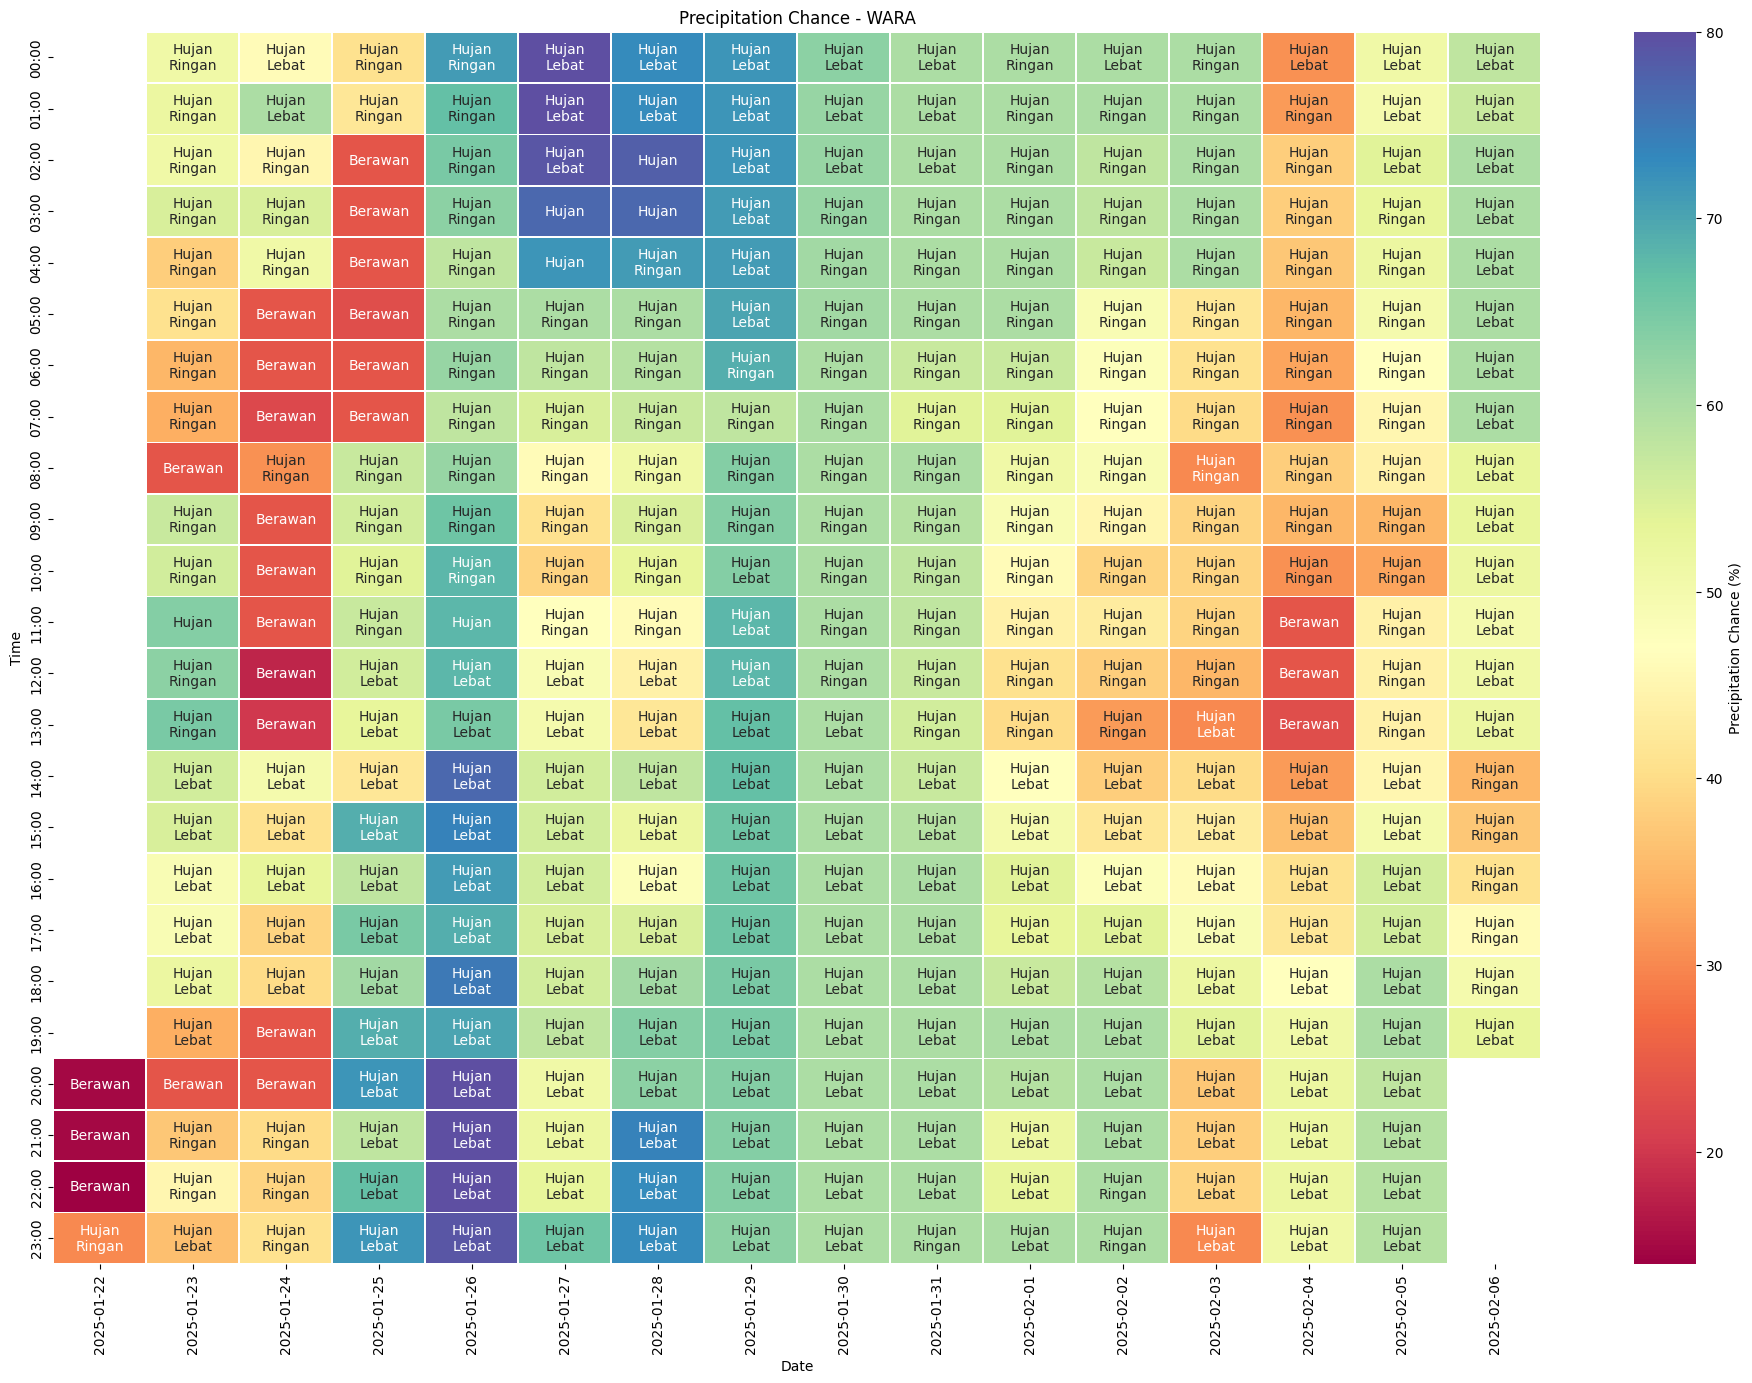 Precipitation Chance - WARA
00:00 Hujan Ringan Hujan Lebat Hujan Ringan Hujan Ringan Hujan Lebat Hujan Lebat Hujan Lebat Hujan Lebat Hujan Lebat Hujan Ringan Hujan Lebat Hujan Ringan Hujan Lebat Hujan Lebat Hujan Lebat
01:00 Hujan Ringan Hujan Lebat Hujan Ringan Hujan Ringan Hujan Lebat Hujan Lebat Hujan Lebat Hujan Lebat Hujan Lebat Hujan Ringan Hujan Ringan Hujan Ringan Hujan Ringan Hujan Lebat Hujan Lebat
02:00 Hujan Ringan Hujan Ringan Berawan Hujan Ringan Hujan Lebat Hujan Hujan Lebat Hujan Lebat Hujan Lebat Hujan Ringan Hujan Ringan Hujan Ringan Hujan Ringan Hujan Lebat Hujan Lebat
03:00 Hujan Ringan Hujan Ringan Berawan Hujan Ringan Hujan Hujan Hujan Lebat Hujan Ringan Hujan Ringan Hujan Ringan Hujan Ringan Hujan Ringan Hujan Ringan Hujan Ringan Hujan Lebat
04:00 Hujan Ringan Hujan Ringan Berawan Hujan Ringan Hujan Hujan Ringan Hujan Lebat Hujan Ringan Hujan Ringan Hujan Ringan Hujan Ringan Hujan Ringan Hujan Ringan Hujan Ringan Hujan Lebat
05:00 Hujan Ringan Berawan Berawan Hujan Ringan Hujan Ringan Hujan Ringan Hujan Lebat Hujan Ringan Hujan Ringan Hujan Ringan Hujan Ringan Hujan Ringan Hujan Ringan Hujan Ringan Hujan Lebat
06:00 Hujan Ringan Berawan Berawan Hujan Ringan Hujan Ringan Hujan Ringan Hujan Ringan Hujan Ringan Hujan Ringan Hujan Ringan Hujan Ringan Hujan Ringan Hujan Ringan Hujan Ringan Hujan Lebat
07:00 Hujan Ringan Berawan Berawan Hujan Ringan Hujan Ringan Hujan Ringan Hujan Ringan Hujan Ringan Hujan Ringan Hujan Ringan Hujan Ringan Hujan Ringan Hujan Ringan Hujan Ringan Hujan Lebat
08:00 Berawan Hujan Ringan Hujan Ringan Hujan Ringan Hujan Ringan Hujan Ringan Hujan Ringan Hujan Ringan Hujan Ringan Hujan Ringan Hujan Ringan Hujan Ringan Hujan Ringan Hujan Ringan Hujan Lebat
09:00 Hujan Ringan Berawan Hujan Ringan Hujan Ringan Hujan Ringan Hujan Ringan Hujan Ringan Hujan Ringan Hujan Ringan Hujan Ringan Hujan Ringan Hujan Ringan Hujan Ringan Hujan Ringan Hujan Lebat
10:00 Hujan Ringan Berawan Hujan Ringan Hujan Ringan Hujan Ringan Hujan Ringan Hujan Lebat Hujan Ringan Hujan Ringan Hujan Ringan Hujan Ringan Hujan Ringan Hujan Ringan Hujan Ringan Hujan Lebat
11:00 Hujan Berawan Hujan Ringan Hujan Hujan Ringan Hujan Ringan Hujan Lebat Hujan Ringan Hujan Ringan Hujan Ringan Hujan Ringan Hujan Ringan Berawan Hujan Ringan Hujan Lebat
12:00 Hujan Ringan Berawan Hujan Lebat Hujan Lebat Hujan Lebat Hujan Lebat Hujan Lebat Hujan Ringan Hujan Ringan Hujan Ringan Hujan Ringan Hujan Ringan Berawan Hujan Ringan Hujan Lebat
13:00 Hujan Ringan Berawan Hujan Lebat Hujan Lebat Hujan Lebat Hujan Lebat Hujan Lebat Hujan Lebat Hujan Ringan Hujan Ringan Hujan Ringan Hujan Lebat Berawan Hujan Ringan Hujan Lebat
14:00 Hujan Lebat Hujan Lebat Hujan Lebat Hujan Lebat Hujan Lebat Hujan Lebat Hujan Lebat Hujan Lebat Hujan Lebat Hujan Lebat Hujan Lebat Hujan Lebat Hujan Lebat Hujan Lebat Hujan Ringan
15:00 Hujan Lebat Hujan Lebat Hujan Lebat Hujan Lebat Hujan Lebat Hujan Lebat Hujan Lebat Hujan Lebat Hujan Lebat Hujan Lebat Hujan Lebat Hujan Lebat Hujan Lebat Hujan Lebat Hujan Ringan
16:00 Hujan Lebat Hujan Lebat Hujan Lebat Hujan Lebat Hujan Lebat Hujan Lebat Hujan Lebat Hujan Lebat Hujan Lebat Hujan Lebat Hujan Lebat Hujan Lebat Hujan Lebat Hujan Lebat Hujan Ringan
17:00 Hujan Lebat Hujan Lebat Hujan Lebat Hujan Lebat Hujan Lebat Hujan Lebat Hujan Lebat Hujan Lebat Hujan Lebat Hujan Lebat Hujan Lebat Hujan Lebat Hujan Lebat Hujan Lebat Hujan Ringan
18:00 Hujan Lebat Hujan Lebat Hujan Lebat Hujan Lebat Hujan Lebat Hujan Lebat Hujan Lebat Hujan Lebat Hujan Lebat Hujan Lebat Hujan Lebat Hujan Lebat Hujan Lebat Hujan Lebat Hujan Ringan
19:00 Hujan Lebat Berawan Hujan Lebat Hujan Lebat Hujan Lebat Hujan Lebat Hujan Lebat Hujan Lebat Hujan Lebat Hujan Lebat Hujan Lebat Hujan Lebat Hujan Lebat Hujan Lebat Hujan Lebat
20:00 Berawan Berawan Berawan Hujan Lebat Hujan Lebat Hujan Lebat Hujan Lebat Hujan Lebat Hujan Lebat Hujan Lebat Hujan Lebat Hujan Lebat Hujan Lebat Hujan Lebat Hujan Lebat
21:00 Berawan Hujan Ringan Hujan Ringan Hujan Lebat Hujan Lebat Hujan Lebat Hujan Lebat Hujan Lebat Hujan Lebat Hujan Lebat Hujan Lebat Hujan Lebat Hujan Lebat Hujan Lebat Hujan Lebat
22:00 Berawan Hujan Ringan Hujan Ringan Hujan Lebat Hujan Lebat Hujan Lebat Hujan Lebat Hujan Lebat Hujan Lebat Hujan Lebat Hujan Lebat Hujan Ringan Hujan Lebat Hujan Lebat Hujan Lebat
23:00 Hujan Ringan Hujan Lebat Hujan Ringan Hujan Lebat Hujan Lebat Hujan Lebat Hujan Lebat Hujan Lebat Hujan Lebat Hujan Ringan Hujan Lebat Hujan Ringan Hujan Lebat Hujan Lebat Hujan Lebat
Time
2025-01-22 2025-01-23 2025-01-24 2025-01-25 2025-01-26 2025-01-27 2025-01-28 2025-01-29 2025-01-30 2025-01-31 2025-02-01 2025-02-02 2025-02-03 2025-02-04 2025-02-05 2025-02-06
Date
80
70
60
50
40
30
20
Precipitation Chance (%)